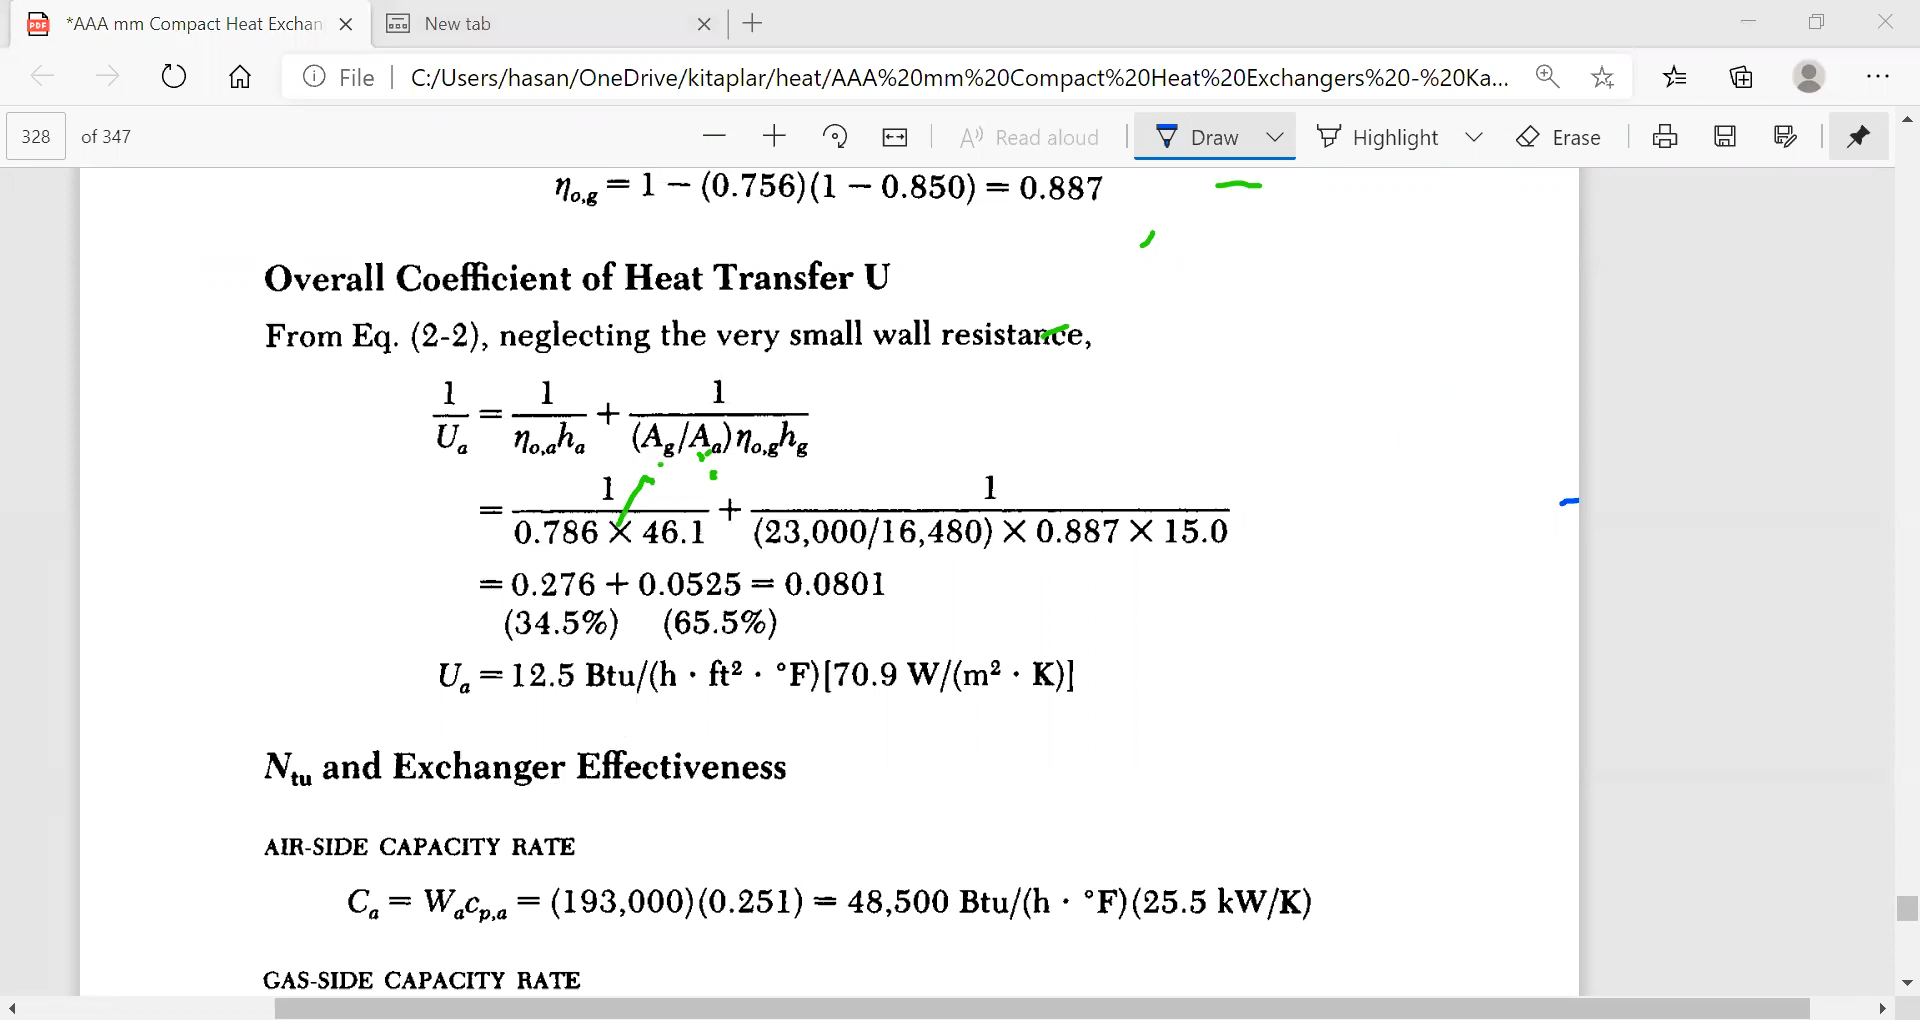 *AAA mm Compact Heat Exchan
New tab
File
C:/Users/hasan/OneDrive/kitaplar/heat/AAA%20mm%20Compact%20Heat%20Exchangers%20-%20Ka...
328 of 347
Read aloud
Draw
Highlight
Erase
η_{o,g} = 1 − (0.756)(1 − 0.850) = 0.887
Overall Coefficient of Heat Transfer U
From Eq. (2-2), neglecting the very small wall resistance,
1/U_a = 1/(η_{o,a}h_a) + 1/((A_g/A_a)η_{o,g}h_g)
= 1/(0.786 × 46.1) + 1/((23,000/16,480) × 0.887 × 15.0)
= 0.276 + 0.0525 = 0.0801
(34.5%) (65.5%)
U_a = 12.5 Btu/(h · ft² · °F)[70.9 W/(m² · K)]
N_{tu} and Exchanger Effectiveness
AIR-SIDE CAPACITY RATE
C_a = W_a c_{p,a} = (193,000)(0.251) = 48,500 Btu/(h · °F)(25.5 kW/K)
GAS-SIDE CAPACITY RATE